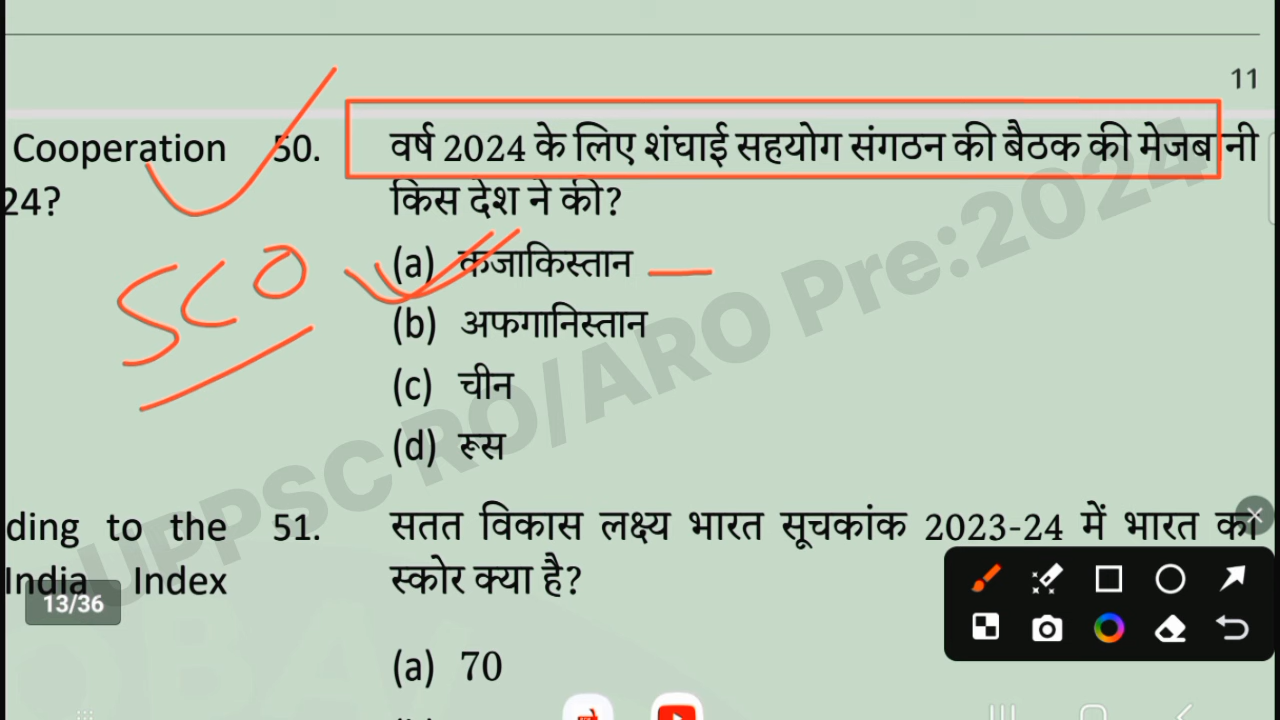 11
Cooperation 50. वर्ष 2024 के लिए शंघाई सहयोग संगठन की बैठक की मेजबानी
24? किस देश ने की?
SCO
(a) कजाकिस्तान
(b) अफगानिस्तान
(c) चीन
(d) रूस
UPPSC RO/ARO Pre:2024
ding to the 51. सतत विकास लक्ष्य भारत सूचकांक 2023-24 में भारत का
India Index स्कोर क्या है?
13/36
(a) 70